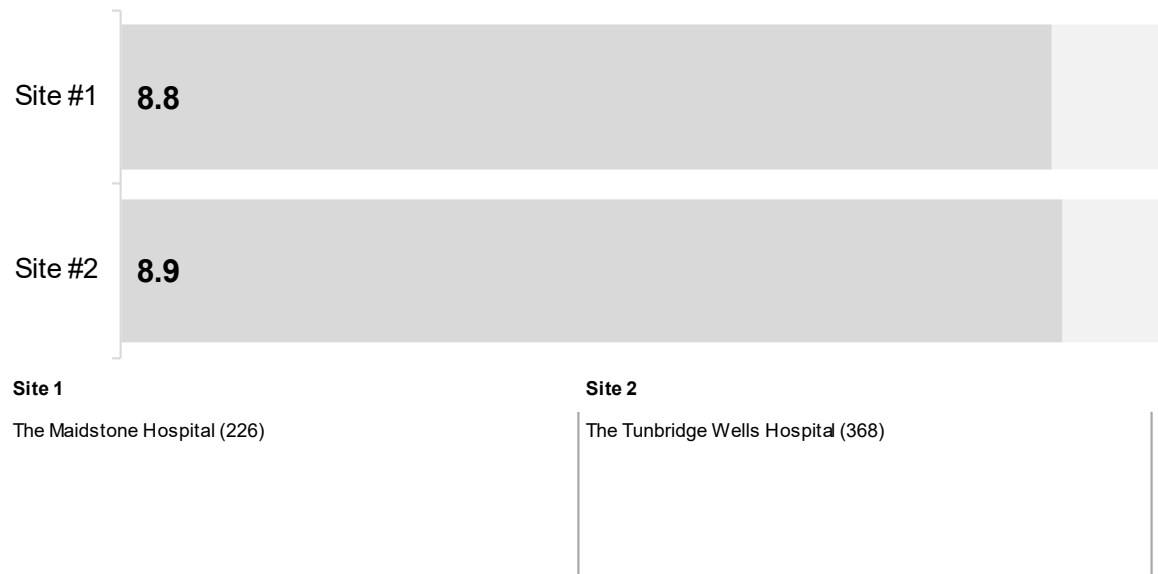 Site #1
8.8
Site #2
8.9
Site 1
The Maidstone Hospital (226)
Site 2
The Tunbridge Wells Hospital (368)